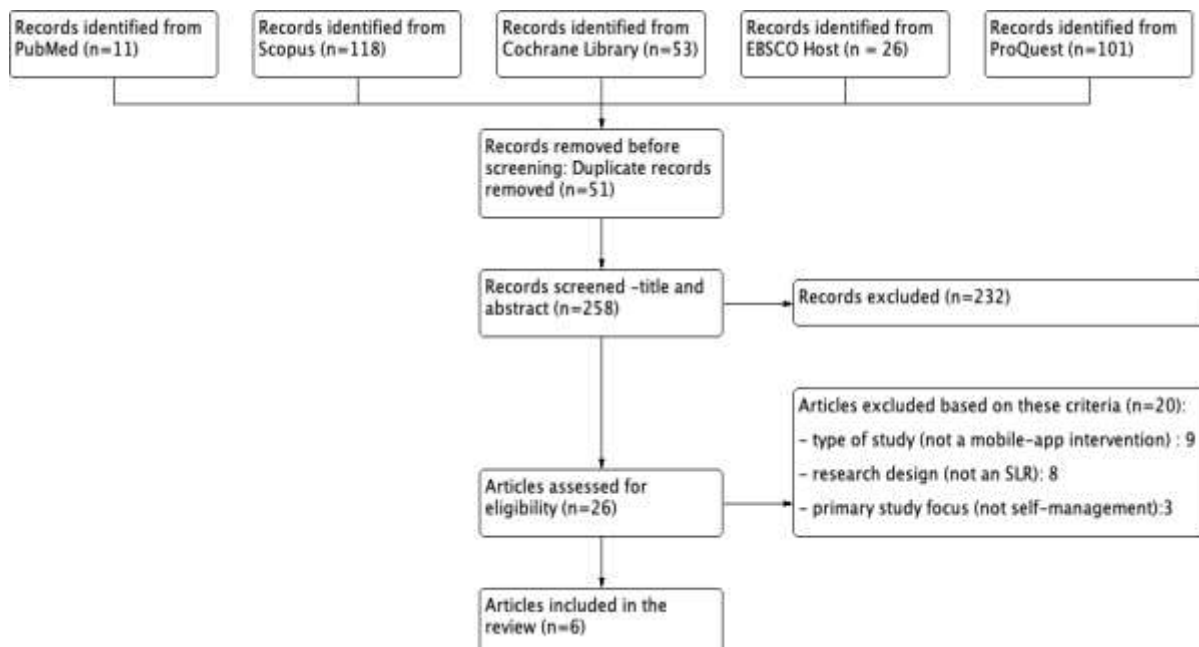 Records identified from
PubMed (n=11)
Records identified from
Scopus (n=118)
Records identified from
Cochrane Library (n=53)
Records identified from
EBSCO Host (n = 26)
Records identified from
ProQuest (n=101)
Records removed before
screening: Duplicate records
removed (n=51)
Records screened -title and
abstract (n=258)
Records excluded (n=232)
Articles excluded based on these criteria (n=20):
- type of study (not a mobile-app intervention) : 9
- research design (not an SLR): 8
- primary study focus (not self-management):3
Articles assessed for
eligibility (n=26)
Articles included in the
review (n=6)